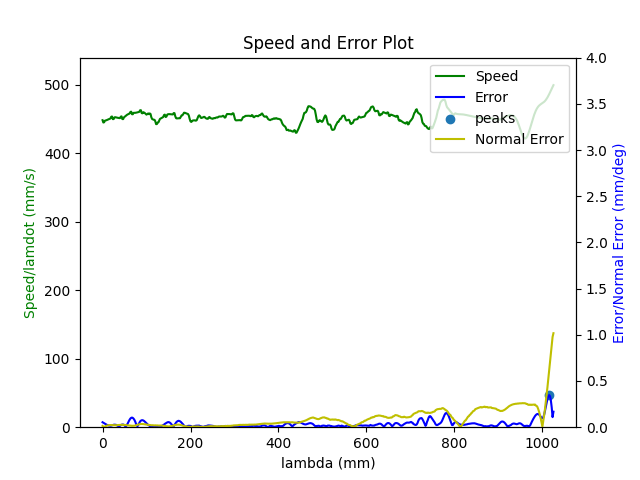 Speed and Error Plot
Speed
Error
peaks
Normal Error
Speed/lamdot (mm/s)
500
400
300
200
100
0
Error/Normal Error (mm/deg)
4.0
3.5
3.0
2.5
2.0
1.5
1.0
0.5
0.0
0
200
400
600
800
1000
lambda (mm)